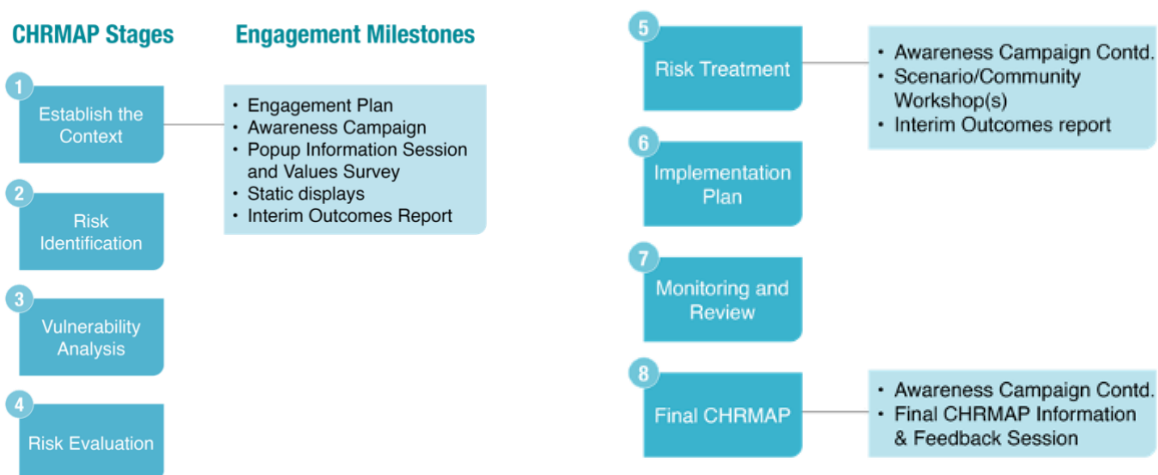 CHRMAP Stages
Engagement Milestones
1
Establish the
Context
• Engagement Plan
• Awareness Campaign
• Popup Information Session
and Values Survey
• Static displays
• Interim Outcomes Report
2
Risk
Identification
3
Vulnerability
Analysis
4
Risk Evaluation
5
Risk Treatment
• Awareness Campaign Contd.
• Scenario/Community
Workshop(s)
• Interim Outcomes report
6
Implementation
Plan
7
Monitoring and
Review
8
Final CHRMAP
• Awareness Campaign Contd.
• Final CHRMAP Information
& Feedback Session